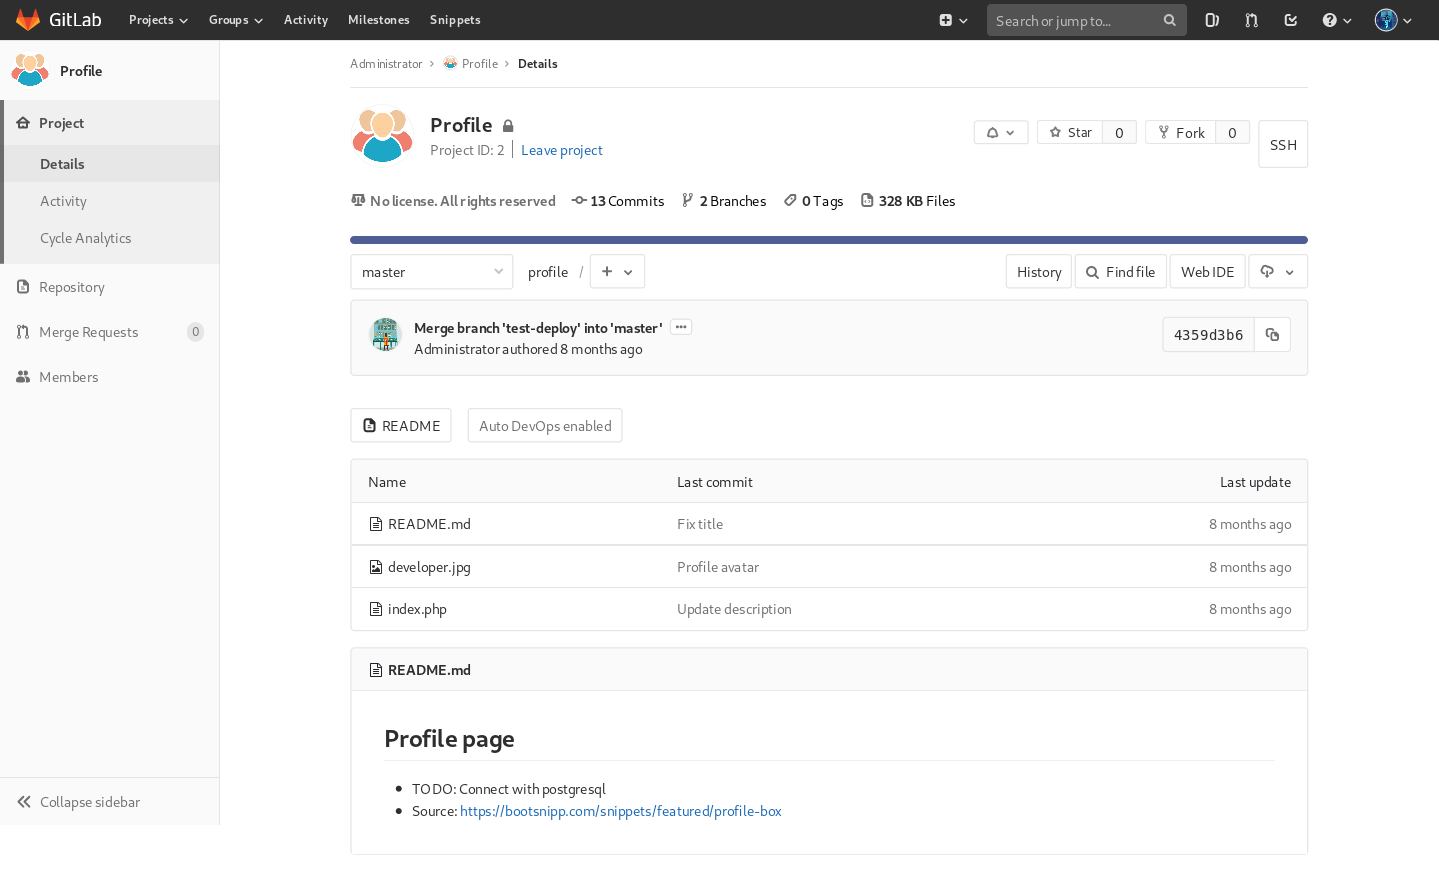 GitLab Projects Groups Activity Milestones Snippets Search or jump to...
Profile
Project
Details
Activity
Cycle Analytics
Repository
Merge Requests 0
Members
Collapse sidebar
Administrator > Profile > Details
Profile
Project ID: 2 | Leave project
Star 0 Fork 0 SSH
No license. All rights reserved 13 Commits 2 Branches 0 Tags 328 KB Files
master profile / + History Find file Web IDE
Merge branch 'test-deploy' into 'master' ...
Administrator authored 8 months ago
4359d3b6
README Auto DevOps enabled
Name Last commit Last update
README.md Fix title 8 months ago
developer.jpg Profile avatar 8 months ago
index.php Update description 8 months ago
README.md
Profile page
• TODO: Connect with postgresql
• Source: https://bootsnipp.com/snippets/featured/profile-box